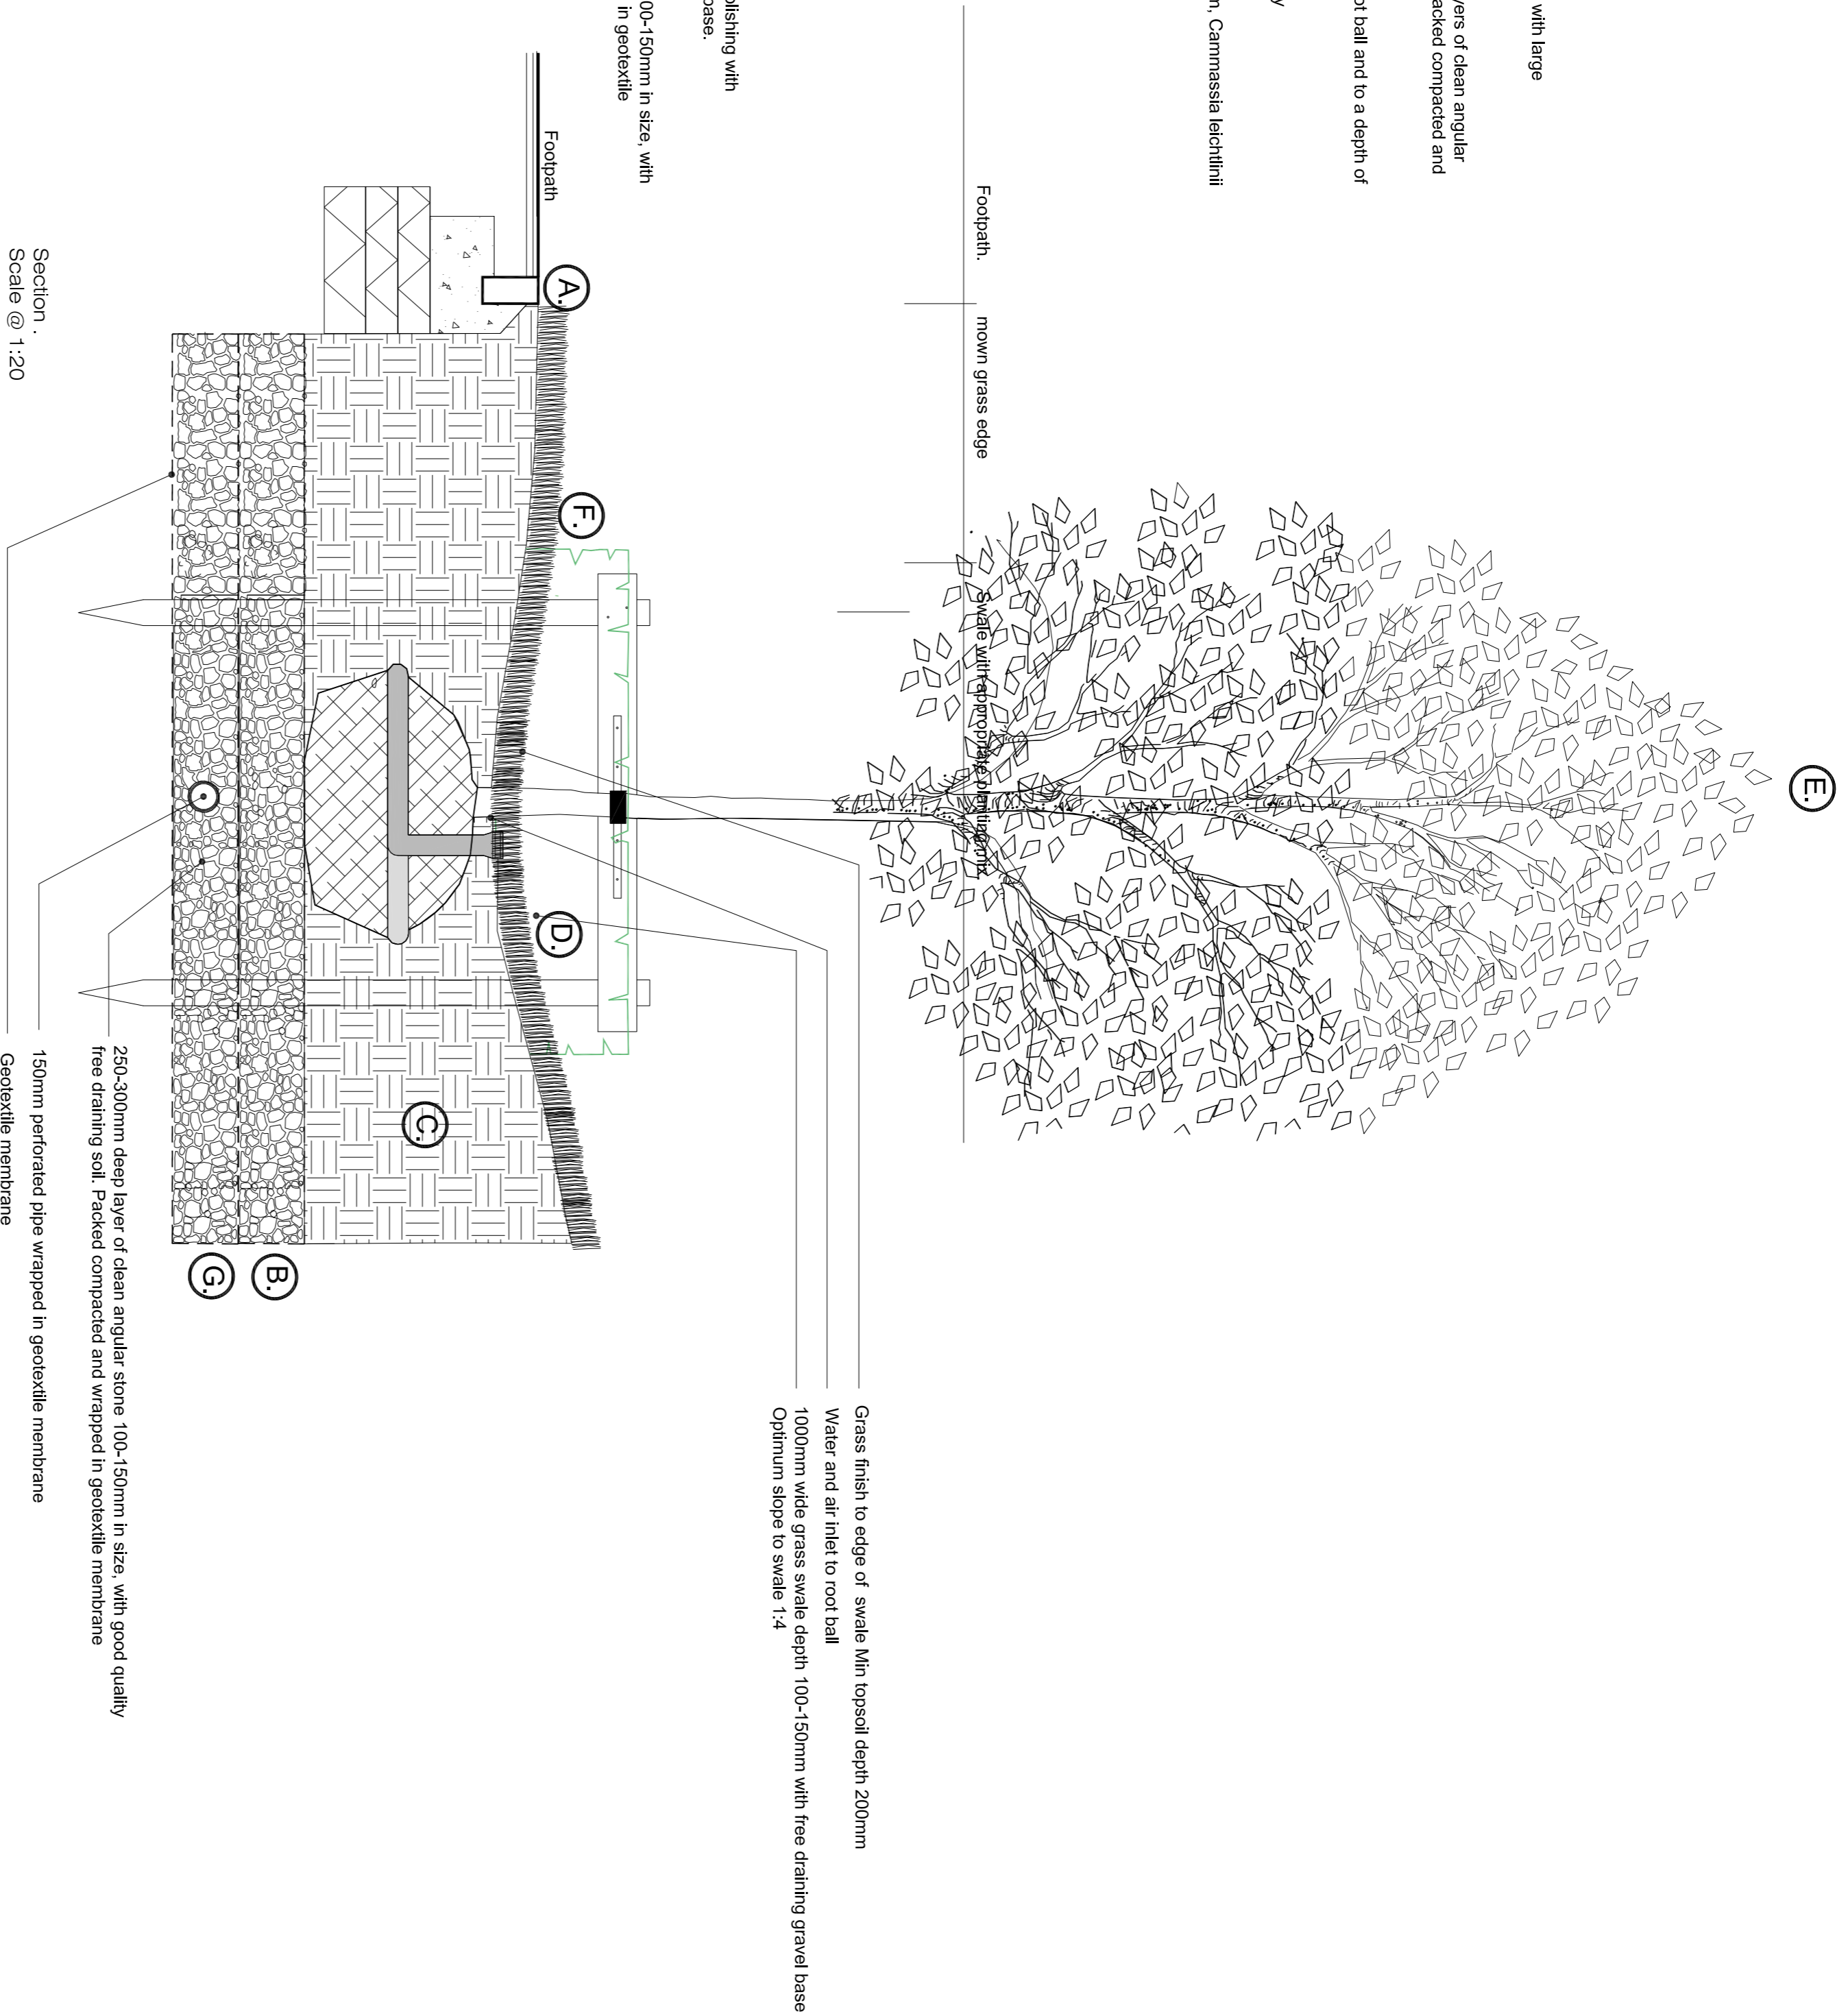 E.
with large
yers of clean angular
acked compacted and
ot ball and to a depth of
y
n, Cammassia leichtlinii
Footpath.
mown grass edge
Swale with appropriate planting mix
olishing with
base.
00-150mm in size, with
in geotextile
Grass finish to edge of swale Min topsoil depth 200mm
Water and air inlet to root ball
1000mm wide grass swale depth 100-150mm with free draining gravel base
Optimum slope to swale 1:4
Footpath
A.
F.
D.
C.
B.
G.
250-300mm deep layer of clean angular stone 100-150mm in size, with good quality
free draining soil. Packed compacted and wrapped in geotextile membrane
150mm perforated pipe wrapped in geotextile membrane
Geotextile membrane
Section .
Scale @ 1:20